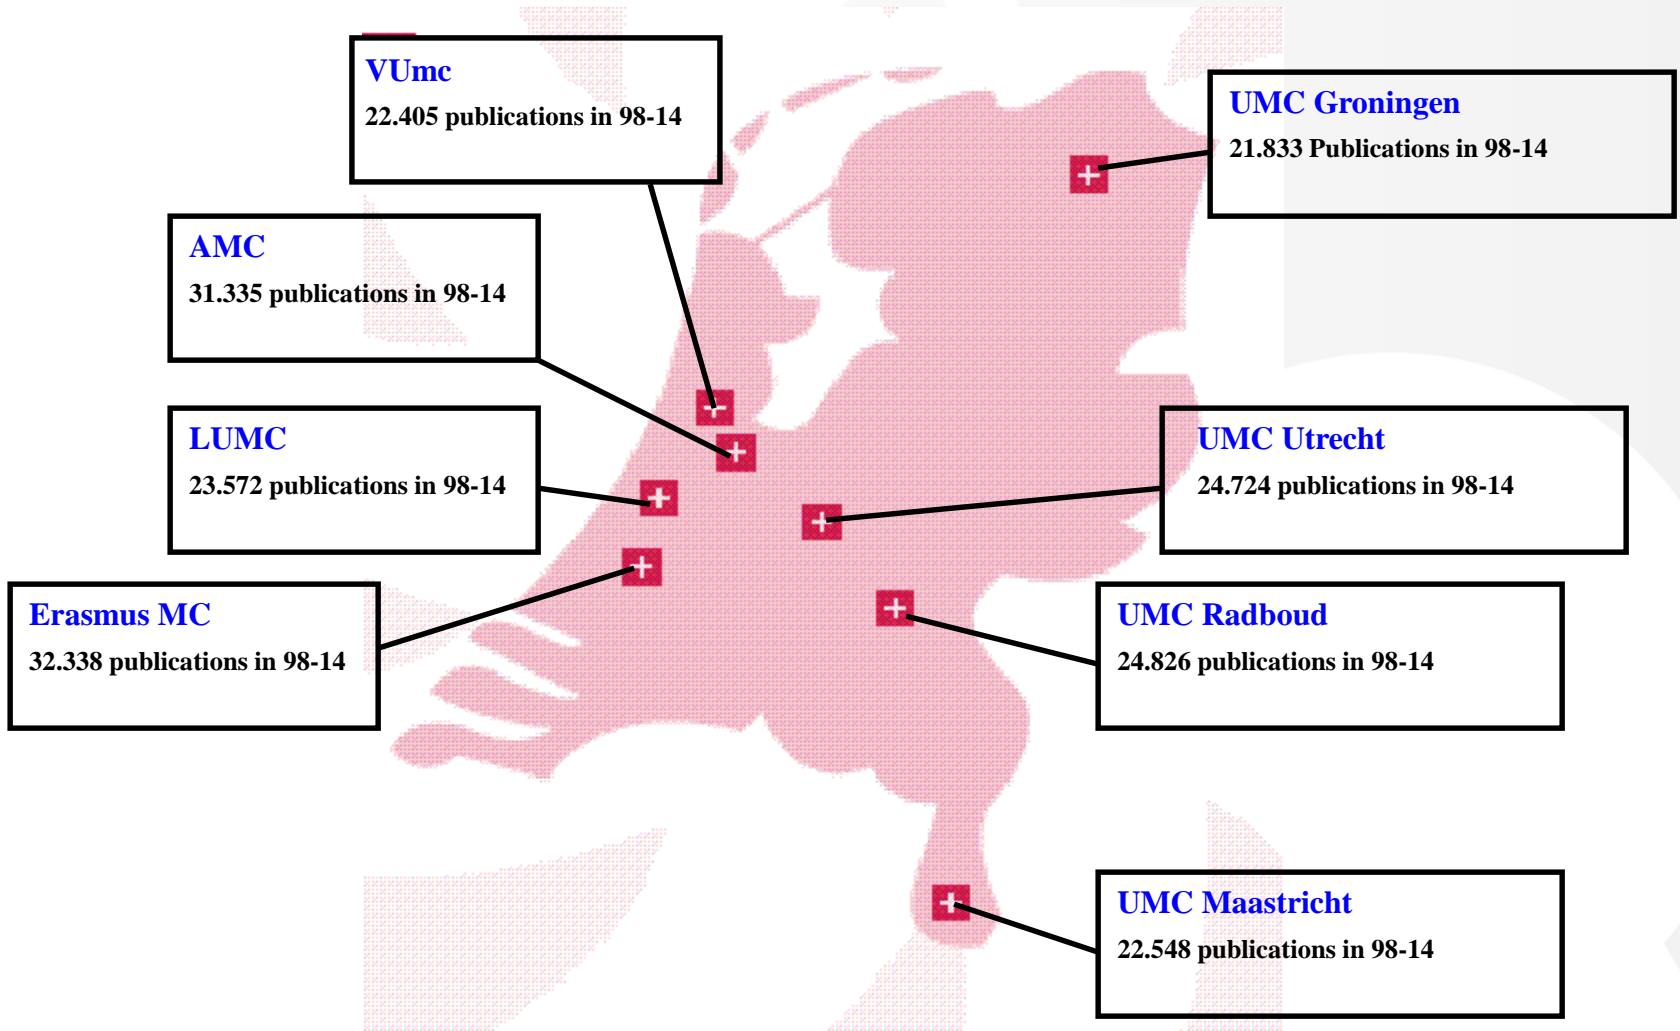 VUmc
22.405 publications in 98-14
UMC Groningen
21.833 Publications in 98-14
AMC
31.335 publications in 98-14
LUMC
23.572 publications in 98-14
UMC Utrecht
24.724 publications in 98-14
Erasmus MC
32.338 publications in 98-14
UMC Radboud
24.826 publications in 98-14
UMC Maastricht
22.548 publications in 98-14